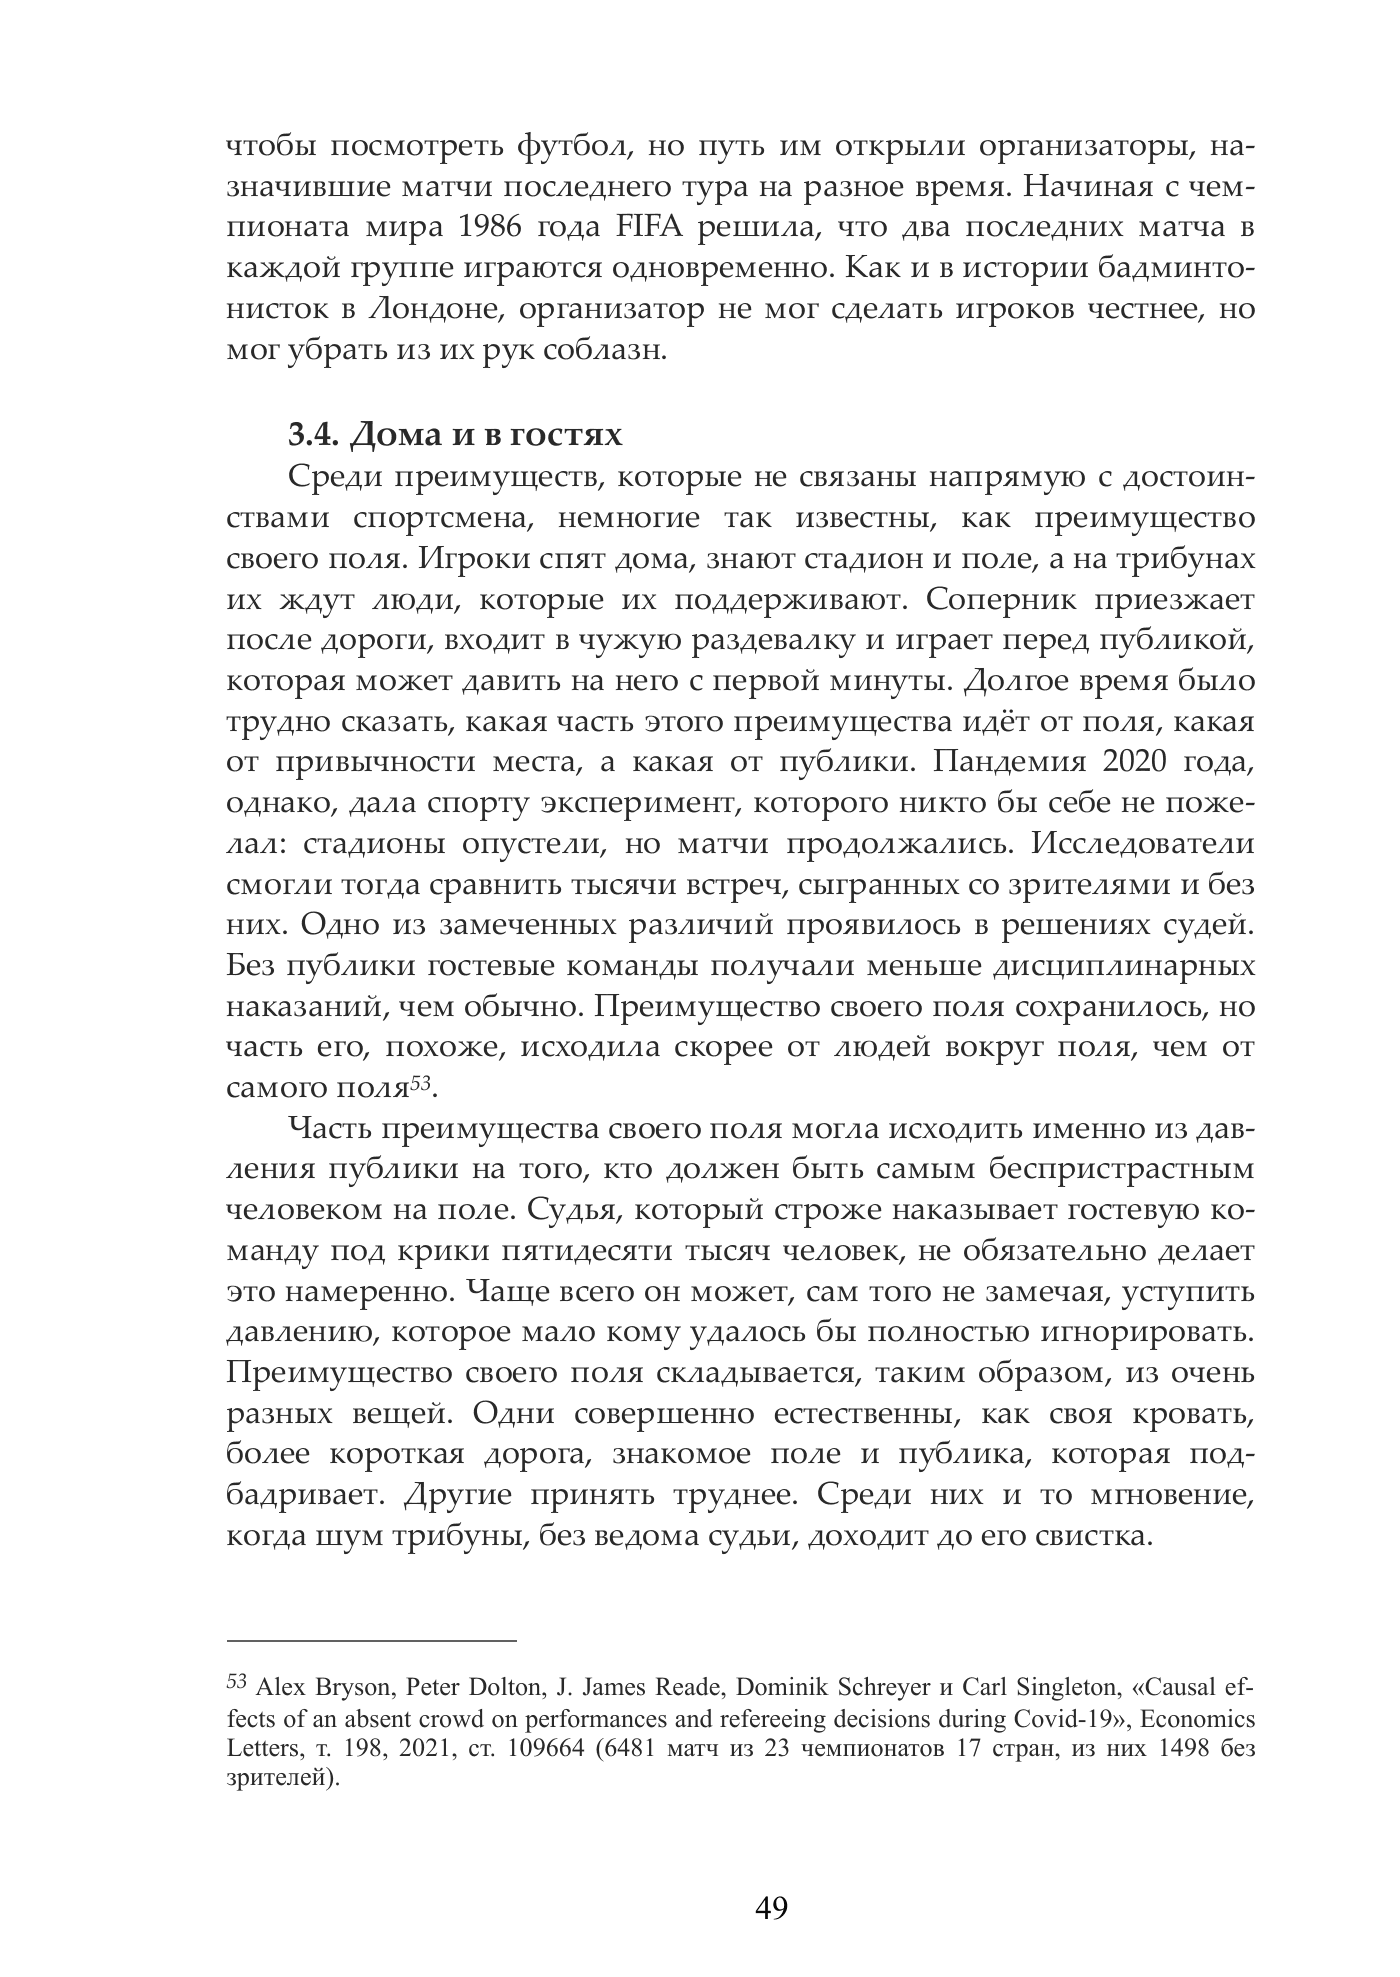 чтобы посмотреть футбол, но путь им открыли организаторы, на-
значившие матчи последнего тура на разное время. Начиная с чем-
пионата мира 1986 года FIFA решила, что два последних матча в
каждой группе играются одновременно. Как и в истории бадминто-
нисток в Лондоне, организатор не мог сделать игроков честнее, но
мог убрать из их рук соблазн.
3.4. Дома и в гостях
Среди преимуществ, которые не связаны напрямую с достоин-
ствами спортсмена, немногие так известны, как преимущество
своего поля. Игроки спят дома, знают стадион и поле, а на трибунах
их ждут люди, которые их поддерживают. Соперник приезжает
после дороги, входит в чужую раздевалку и играет перед публикой,
которая может давить на него с первой минуты. Долгое время было
трудно сказать, какая часть этого преимущества идёт от поля, какая
от привычности места, а какая от публики. Пандемия 2020 года,
однако, дала спорту эксперимент, которого никто бы себе не поже-
лал: стадионы опустели, но матчи продолжались. Исследователи
смогли тогда сравнить тысячи встреч, сыгранных со зрителями и без
них. Одно из замеченных различий проявилось в решениях судей.
Без публики гостевые команды получали меньше дисциплинарных
наказаний, чем обычно. Преимущество своего поля сохранилось, но
часть его, похоже, исходила скорее от людей вокруг поля, чем от
самого поля53.
Часть преимущества своего поля могла исходить именно из дав-
ления публики на того, кто должен быть самым беспристрастным
человеком на поле. Судья, который строже наказывает гостевую ко-
манду под крики пятидесяти тысяч человек, не обязательно делает
это намеренно. Чаще всего он может, сам того не замечая, уступить
давлению, которое мало кому удалось бы полностью игнорировать.
Преимущество своего поля складывается, таким образом, из очень
разных вещей. Одни совершенно естественны, как своя кровать,
более короткая дорога, знакомое поле и публика, которая под-
бадривает. Другие принять труднее. Среди них и то мгновение,
когда шум трибуны, без ведома судьи, доходит до его свистка.
53 Alex Bryson, Peter Dolton, J. James Reade, Dominik Schreyer и Carl Singleton, «Causal ef-
fects of an absent crowd on performances and refereeing decisions during Covid-19», Economics
Letters, т. 198, 2021, ст. 109664 (6481 матч из 23 чемпионатов 17 стран, из них 1498 без
зрителей).
49